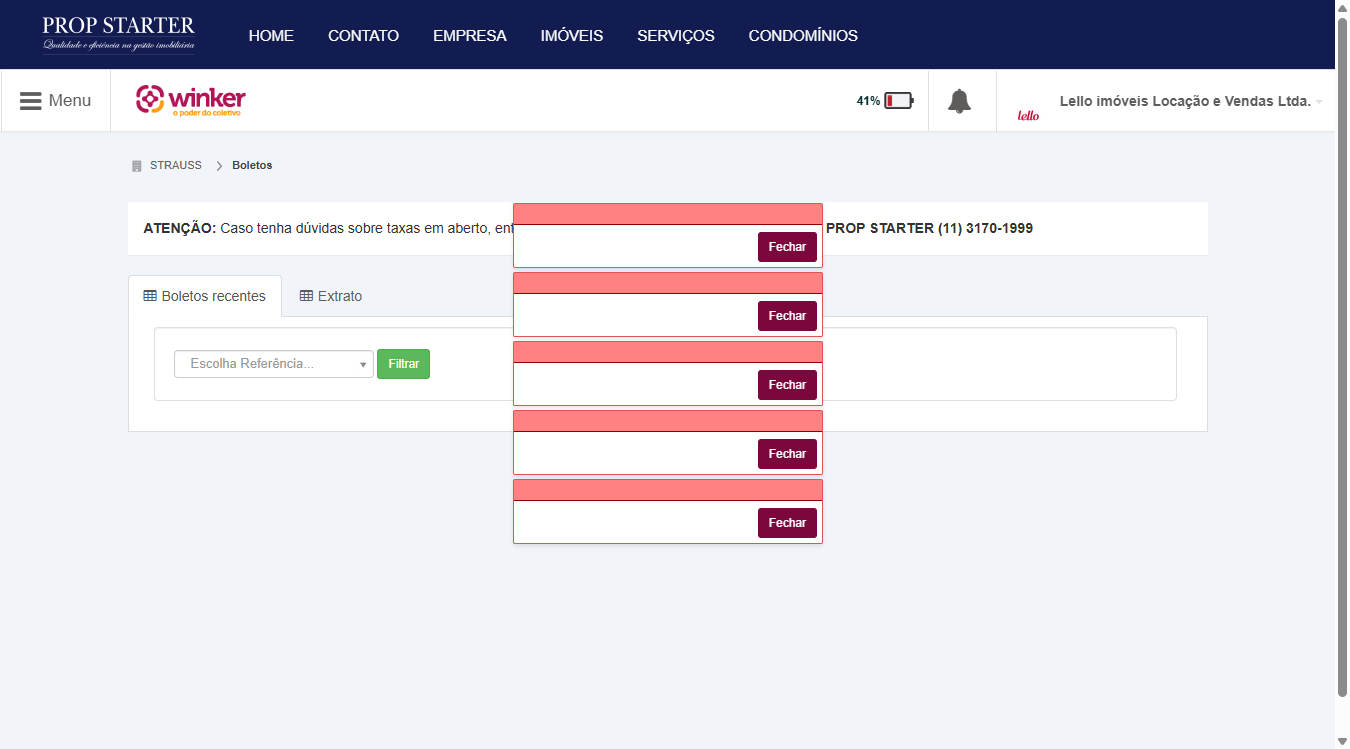 PROP STARTER
Qualidade e eficiência na gestão imobiliária
HOME CONTATO EMPRESA IMÓVEIS SERVIÇOS CONDOMÍNIOS
Menu
winker
o poder do coletivo
41%
lello
Lello imóveis Locação e Vendas Ltda.
STRAUSS Boletos
ATENÇÃO: Caso tenha dúvidas sobre taxas em aberto, PROP STARTER (11) 3170-1999
Fechar
Boletos recentes Extrato
Fechar
Escolha Referência... Filtrar
Fechar
Fechar
Fechar